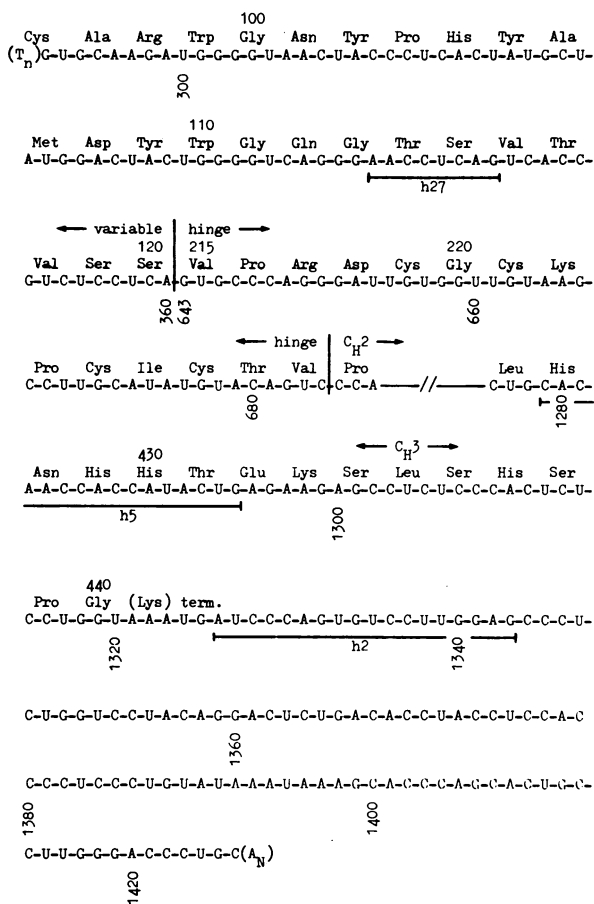 100
Cys Ala Arg Trp Gly Asn Tyr Pro His Tyr Ala
(Tn)G-U-G-C-A-A-G-A-U-G-G-G-G-U-A-A-C-U-A-C-C-C-U-C-A-C-U-A-U-G-C-U-
300
110
Met Asp Tyr Trp Gly Gln Gly Thr Ser Val Thr
A-U-G-G-A-C-U-A-C-U-G-G-G-G-U-C-A-G-G-G-A-A-C-C-U-C-A-G-U-C-A-C-C-
h27
← variable hinge →
120 215 220
Val Ser Ser Val Pro Arg Asp Cys Gly Cys Lys
G-U-C-U-C-C-U-C-A-G-U-G-C-C-C-A-G-G-G-A-U-U-G-U-G-G-U-U-G-U-A-A-G-
360 643 660
← hinge CH2 →
Pro Cys Ile Cys Thr Val Pro Leu His
C-C-U-U-G-C-A-U-A-U-G-U-A-C-A-G-U-C-C-C-A—//—C-U-G-C-A-C-
680 1280
430 ← CH3 →
Asn His His Thr Glu Lys Ser Leu Ser His Ser
A-A-C-C-A-C-C-A-U-A-C-U-G-A-G-A-A-G-A-G-C-C-U-C-U-C-C-C-A-C-U-C-U-
h5 1300
440
Pro Gly (Lys) term.
C-C-U-G-G-U-A-A-A-U-G-A-U-C-C-C-A-G-U-G-U-C-C-U-U-G-G-A-G-C-C-C-U-
1320 h2 1340
C-U-G-G-U-C-C-U-A-C-A-G-G-A-C-U-C-U-G-A-C-A-C-C-U-A-C-C-U-C-C-A-C
1360
C-C-C-U-C-C-C-U-G-U-A-U-A-A-A-U-A-A-A-G-C-A-C-C-C-A-G-C-A-C-U-G-C-
1380 1400
C-U-U-G-G-G-A-C-C-C-U-G-C(AN)
1420